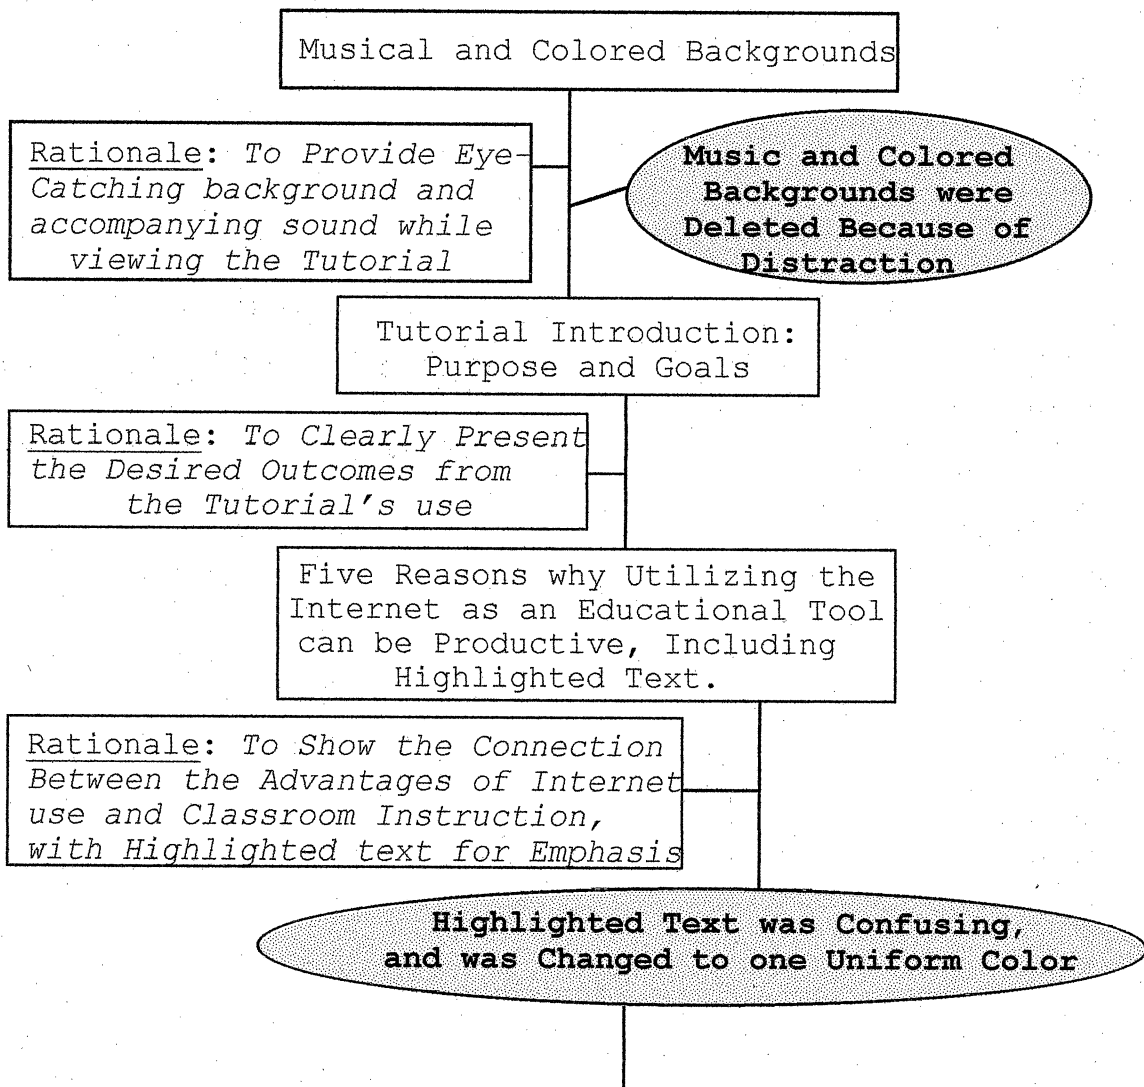 Musical and Colored Backgrounds
Rationale: To Provide Eye-
Catching background and
accompanying sound while
viewing the Tutorial
Music and Colored
Backgrounds were
Deleted Because of
Distraction
Tutorial Introduction:
Purpose and Goals
Rationale: To Clearly Present
the Desired Outcomes from
the Tutorial's use
Five Reasons why Utilizing the
Internet as an Educational Tool
can be Productive, Including
Highlighted Text.
Rationale: To Show the Connection
Between the Advantages of Internet
use and Classroom Instruction,
with Highlighted text for Emphasis
Highlighted Text was Confusing,
and was Changed to one Uniform Color